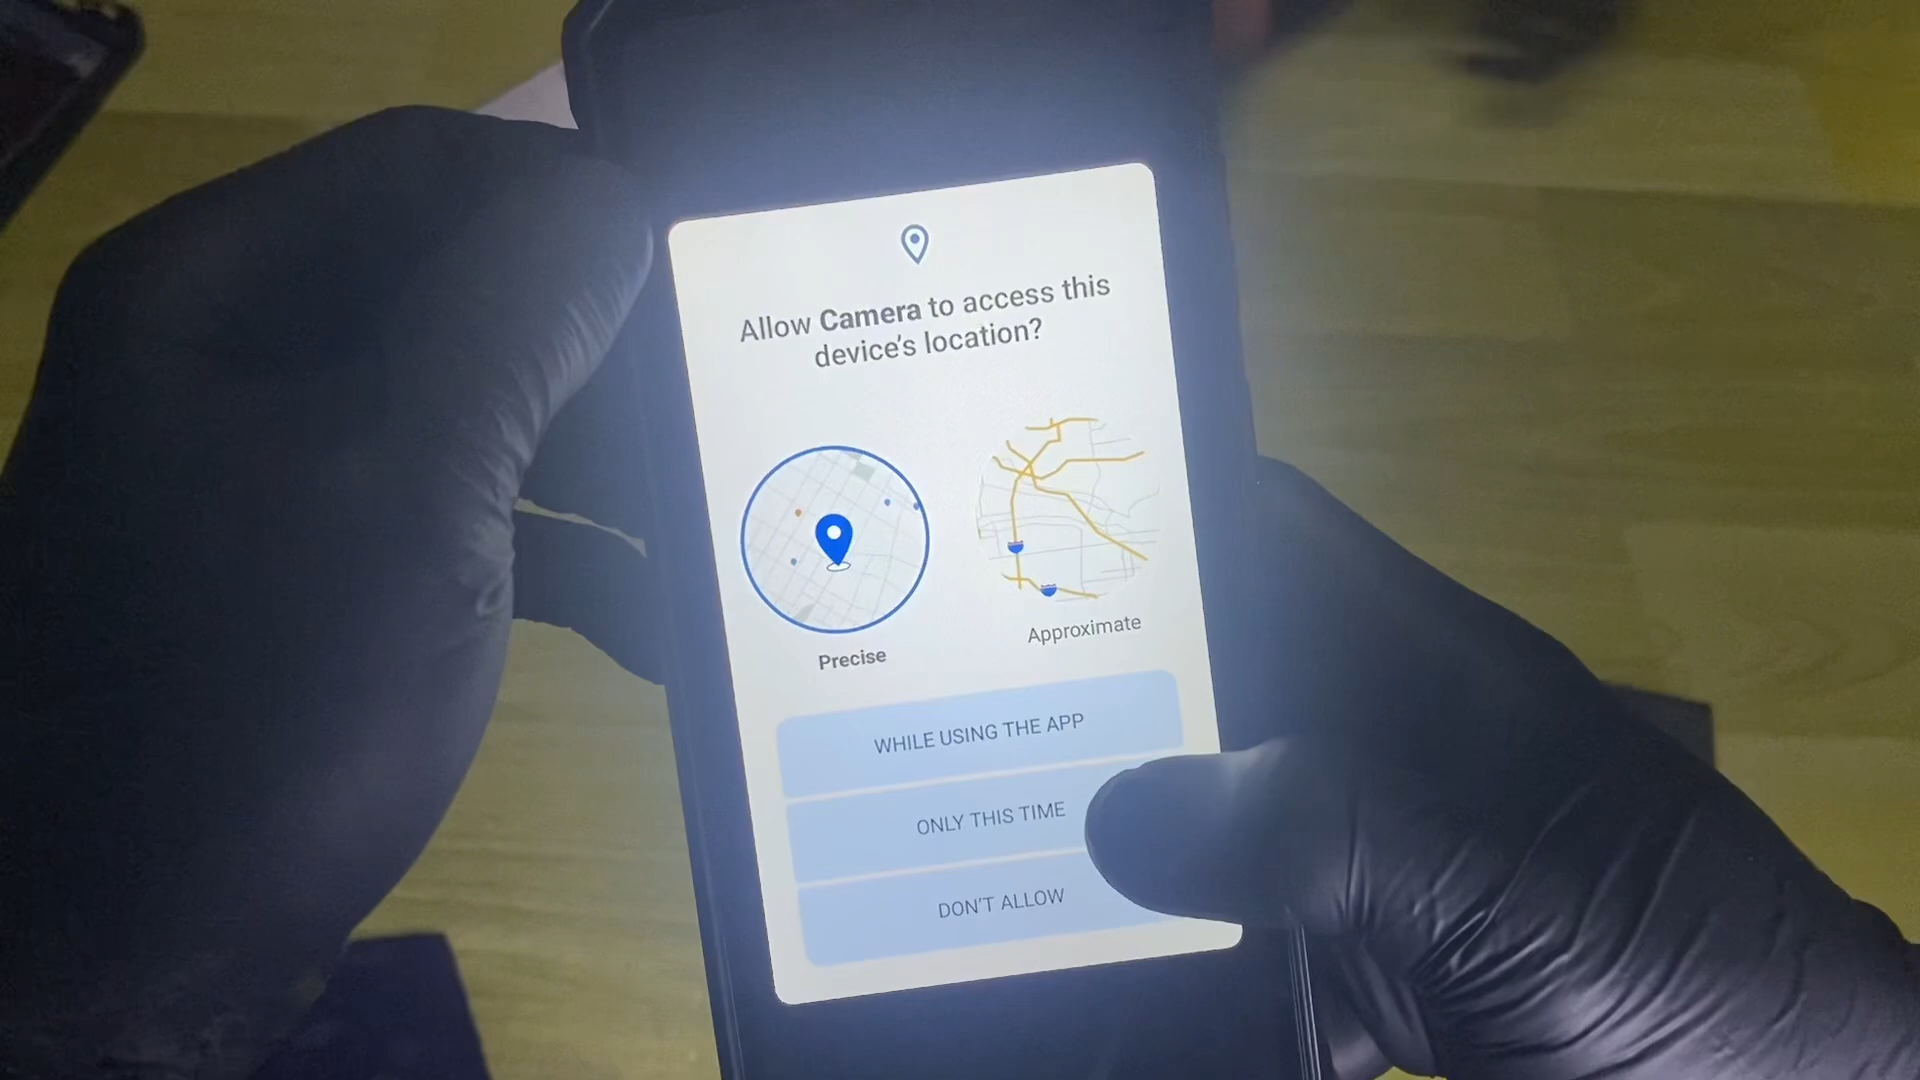 Allow Camera to access this
device's location?
Precise
Approximate
WHILE USING THE APP
ONLY THIS TIME
DON'T ALLOW